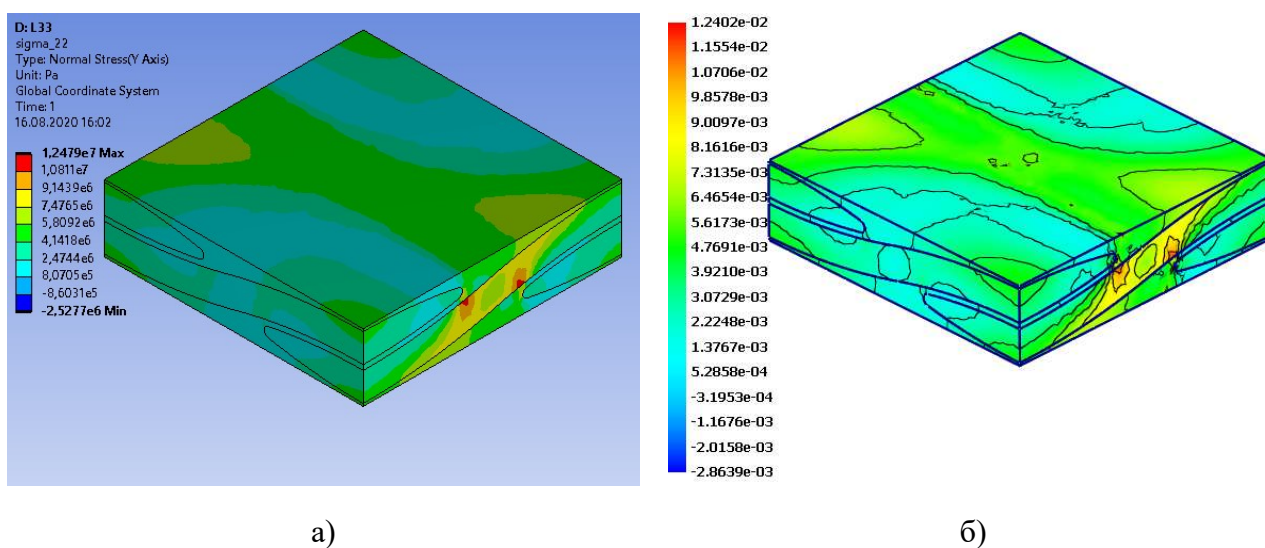 D: L33
sigma_22
Type: Normal Stress(Y Axis)
Unit: Pa
Global Coordinate System
Time: 1
16.08.2020 16:02
1,2479e7 Max
1,0811e7
9,1439e6
7,4765e6
5,8092e6
4,1418e6
2,4744e6
8,0705e5
-8,6031e5
-2,5277e6 Min
1.2402e-02
1.1554e-02
1.0706e-02
9.8578e-03
9.0097e-03
8.1616e-03
7.3135e-03
6.4654e-03
5.6173e-03
4.7691e-03
3.9210e-03
3.0729e-03
2.2248e-03
1.3767e-03
5.2858e-04
-3.1953e-04
-1.1676e-03
-2.0158e-03
-2.8639e-03
а)
б)